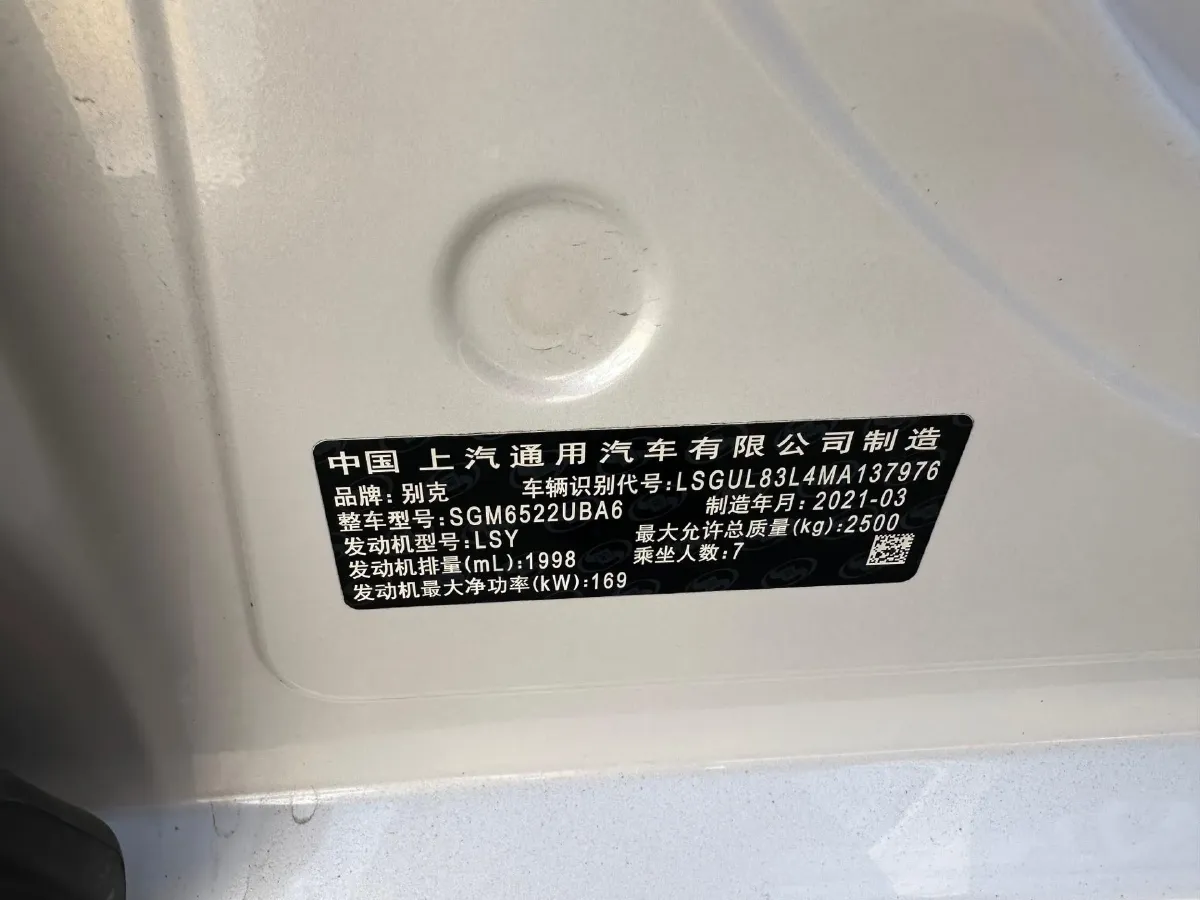 中国 上汽通用汽车有限公司制造
品牌:别克 车辆识别代号:LSGUL83L4MA137976
整车型号:SGM6522UBA6 制造年月:2021-03
发动机型号:LSY 最大允许总质量(kg):2500
发动机排量(mL):1998 乘坐人数:7
发动机最大净功率(kW):169